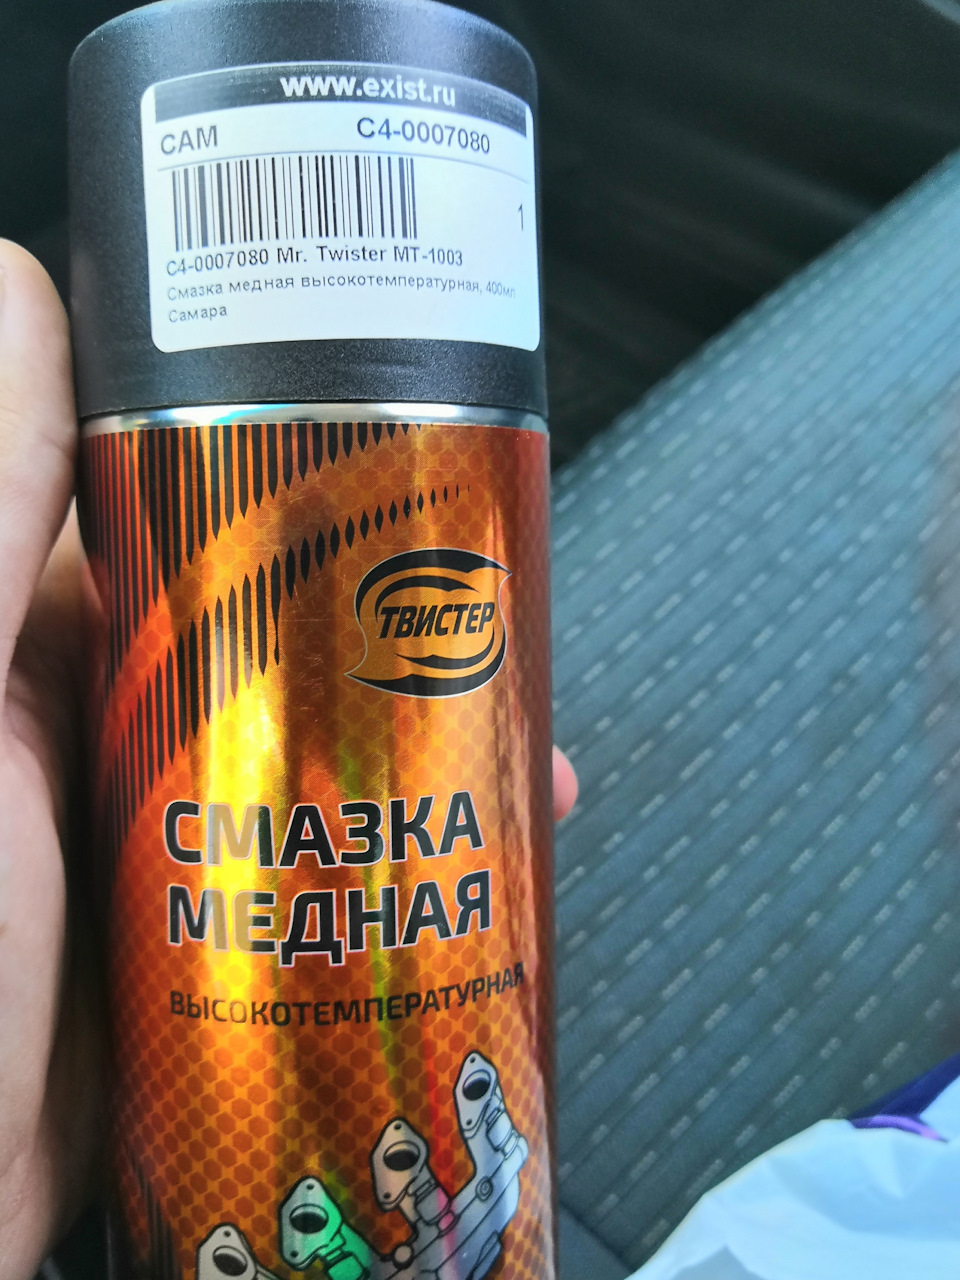 www.exist.ru
САМ C4-0007080
1
C4-0007080 Mr. Twister MT-1003
Смазка медная высокотемпературная, 400мл
Самара
ТВИСТЕР
СМАЗКА
МЕДНАЯ
ВЫСОКОТЕМПЕРАТУРНАЯ